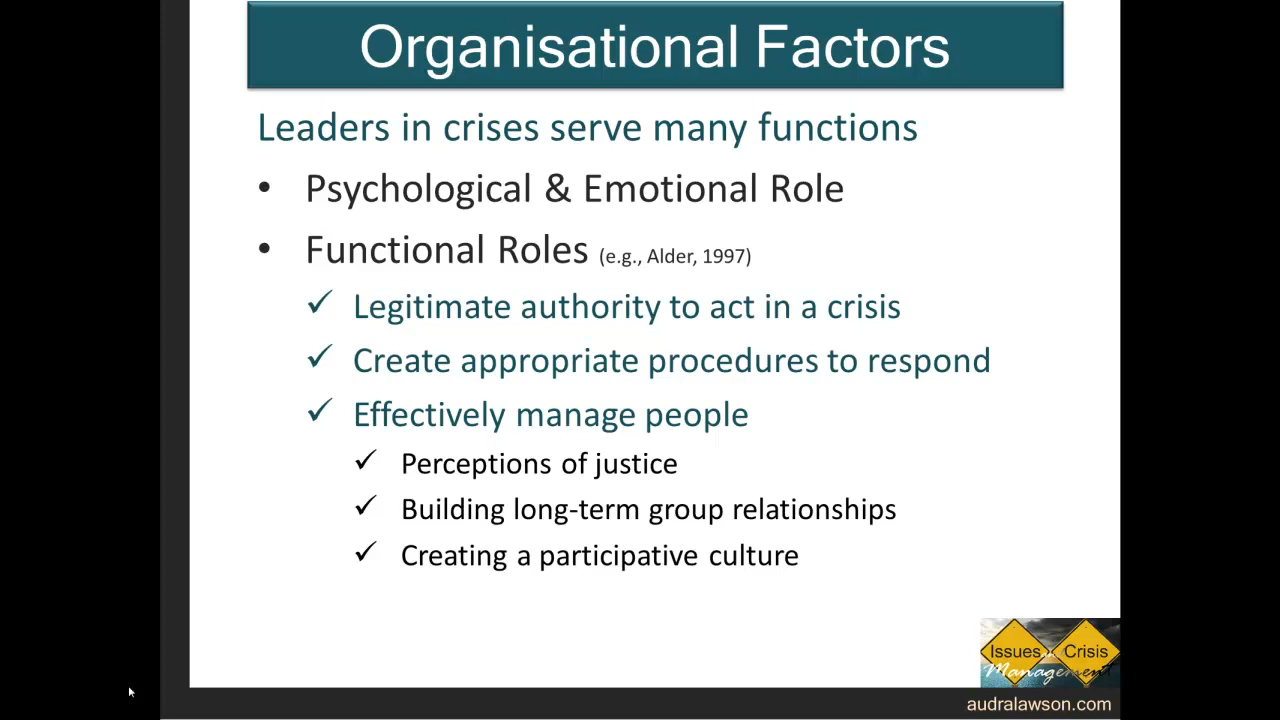 Organisational Factors
Leaders in crises serve many functions
• Psychological & Emotional Role
• Functional Roles (e.g., Alder, 1997)
✓ Legitimate authority to act in a crisis
✓ Create appropriate procedures to respond
✓ Effectively manage people
✓ Perceptions of justice
✓ Building long-term group relationships
✓ Creating a participative culture
Issues Crisis
Management
audralawson.com